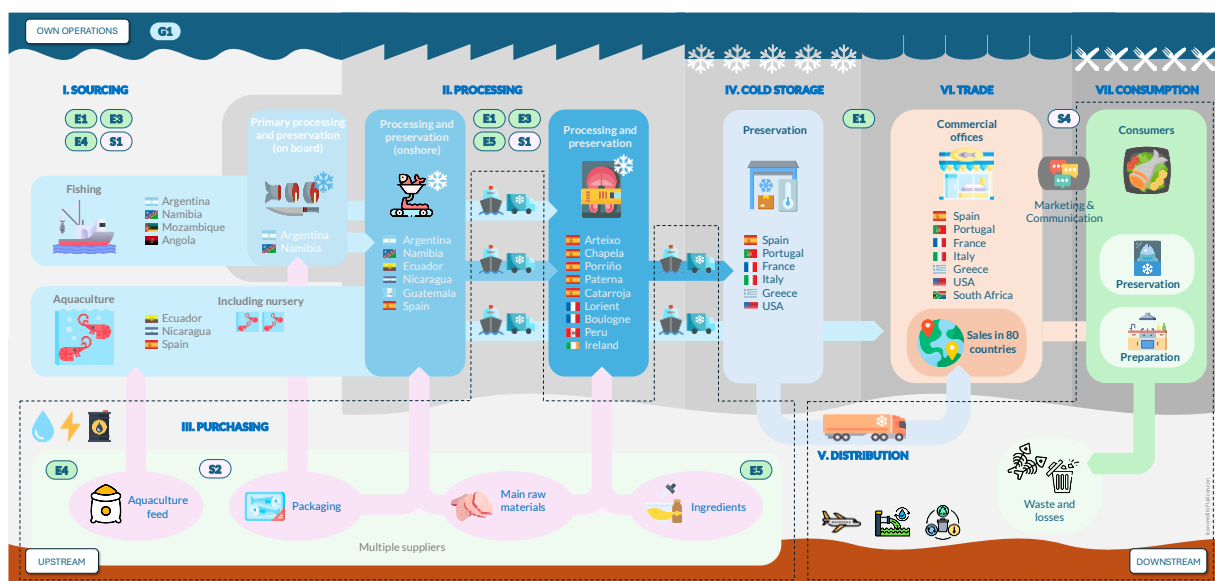 OWN OPERATIONS
G1
I. SOURCING
E1 E3
E4 S1
Fishing
Argentina
Namibia
Mozambique
Angola
Aquaculture
Including nursery
Ecuador
Nicaragua
Spain
II. PROCESSING
Primary processing
and preservation
(on board)
Argentina
Namibia
Processing and
preservation
(onshore)
Argentina
Namibia
Ecuador
Nicaragua
Guatemala
Spain
E1 E3
E5 S1
Processing and
preservation
Arteixo
Chapela
Porriño
Paterna
Catarroja
Lorient
Boulogne
Peru
Ireland
IV. COLD STORAGE
Preservation
Spain
Portugal
France
Italy
Greece
USA
E1
VI. TRADE
Commercial
offices
Spain
Portugal
France
Italy
Greece
USA
South Africa
Sales in 80
countries
S4
Marketing &
Communication
VII. CONSUMPTION
Consumers
Preservation
Preparation
III. PURCHASING
E4
S2
E5
Aquaculture
feed
Packaging
Main raw
materials
Ingredients
Multiple suppliers
UPSTREAM
V. DISTRIBUTION
Waste and
losses
DOWNSTREAM